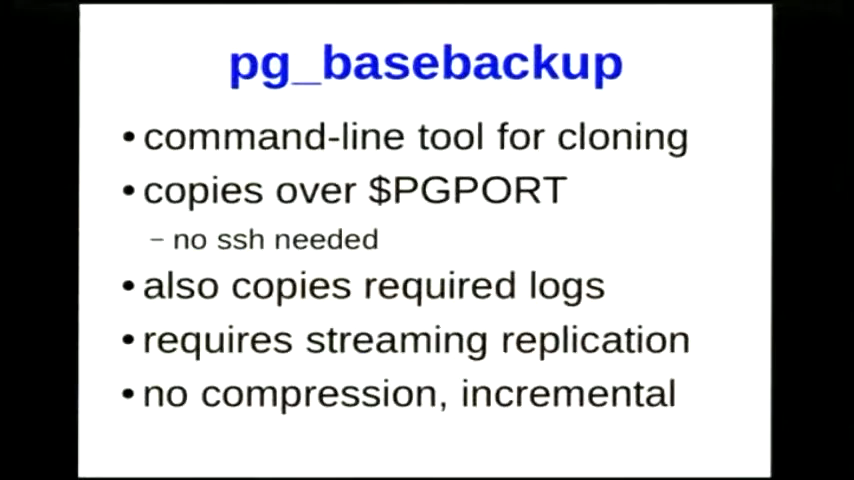 pg_basebackup
• command-line tool for cloning
• copies over $PGPORT
– no ssh needed
• also copies required logs
• requires streaming replication
• no compression, incremental